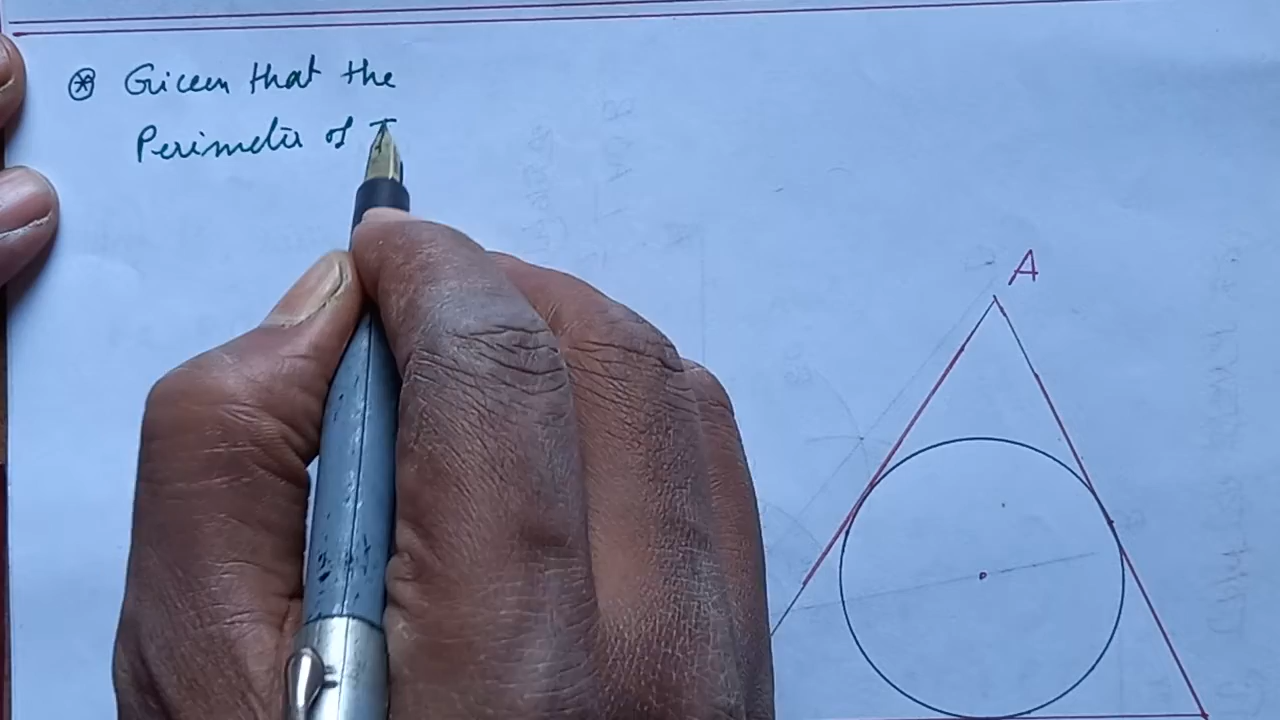 ⊛ Given that the
Perimeter of
A